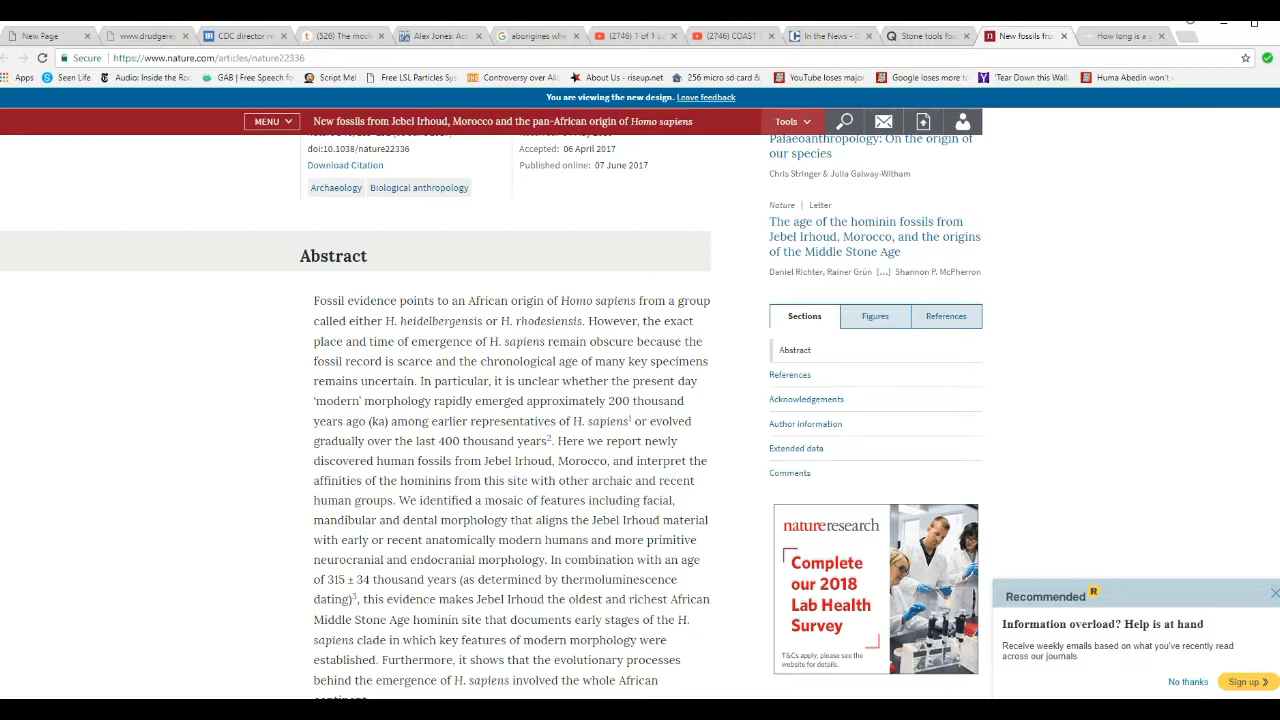 New Page
www.drudgere
CDC director re
(526) The mock
Alex Jones: Ac
aborigines whe
(2746) 1 of 1 u
(2746) COAST
In the News - C
Stone tools fou
New fossils from
How long is a g
Secure
https://www.nature.com/articles/nature22336
Apps
Seen Life
Audio: Inside the Ro
GAB | Free Speech fo
Script Me!
Free LSL Particles Sy
Controversy over Alic
About Us - riseup.net
256 micro sd card &
YouTube loses major
Google loses more to
'Tear Down this Wall
Huma Abedin won't
You are viewing the new design. Leave feedback
MENU
New fossils from Jebel Irhoud, Morocco and the pan-African origin of Homo sapiens
Tools
doi:10.1038/nature22336
Download Citation
Archaeology
Biological anthropology
Accepted: 06 April 2017
Published online: 07 June 2017
Abstract
Fossil evidence points to an African origin of Homo sapiens from a group
called either H. heidelbergensis or H. rhodesiensis. However, the exact
place and time of emergence of H. sapiens remain obscure because the
fossil record is scarce and the chronological age of many key specimens
remains uncertain. In particular, it is unclear whether the present day
‘modern’ morphology rapidly emerged approximately 200 thousand
years ago (ka) among earlier representatives of H. sapiens1 or evolved
gradually over the last 400 thousand years2. Here we report newly
discovered human fossils from Jebel Irhoud, Morocco, and interpret the
affinities of the hominins from this site with other archaic and recent
human groups. We identified a mosaic of features including facial,
mandibular and dental morphology that aligns the Jebel Irhoud material
with early or recent anatomically modern humans and more primitive
neurocranial and endocranial morphology. In combination with an age
of 315 ± 34 thousand years (as determined by thermoluminescence
dating)3, this evidence makes Jebel Irhoud the oldest and richest African
Middle Stone Age hominin site that documents early stages of the H.
sapiens clade in which key features of modern morphology were
established. Furthermore, it shows that the evolutionary processes
behind the emergence of H. sapiens involved the whole African
continent.
Palaeoanthropology: On the origin of
our species
Chris Stringer & Julia Galway-Witham
Nature | Letter
The age of the hominin fossils from
Jebel Irhoud, Morocco, and the origins
of the Middle Stone Age
Daniel Richter, Rainer Grün [...] Shannon P. McPherron
Sections
Figures
References
Abstract
References
Acknowledgements
Author information
Extended data
Comments
natureresearch
Complete
our 2018
Lab Health
Survey
T&Cs apply, please see the
website for details.
Recommended R
Information overload? Help is at hand
Receive weekly emails based on what you've recently read
across our journals.
No thanks
Sign up